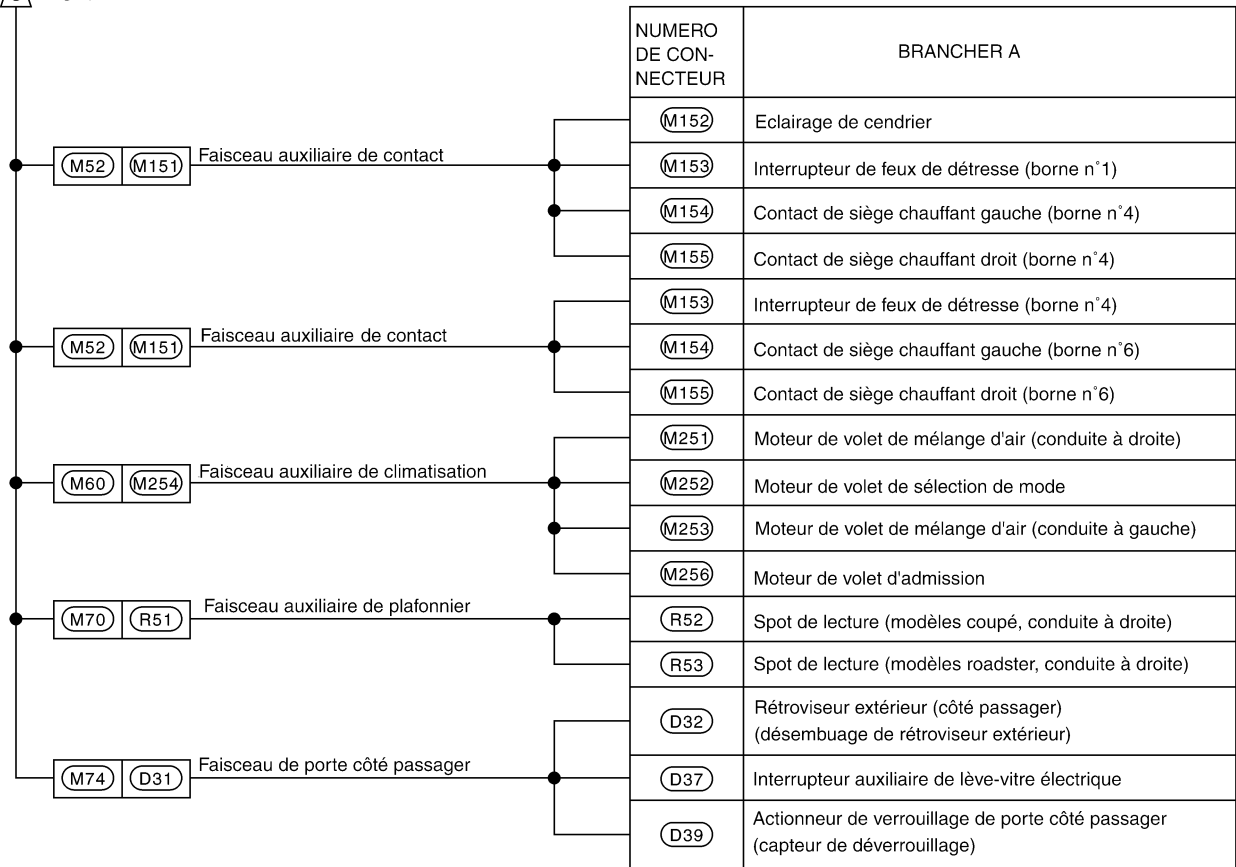 NUMERO
DE CON-
NECTEUR
BRANCHER A
M152 Eclairage de cendrier
M52 M151 Faisceau auxiliaire de contact
M153 Interrupteur de feux de détresse (borne n°1)
M154 Contact de siège chauffant gauche (borne n°4)
M155 Contact de siège chauffant droit (borne n°4)
M153 Interrupteur de feux de détresse (borne n°4)
M52 M151 Faisceau auxiliaire de contact
M154 Contact de siège chauffant gauche (borne n°6)
M155 Contact de siège chauffant droit (borne n°6)
M251 Moteur de volet de mélange d'air (conduite à droite)
M60 M254 Faisceau auxiliaire de climatisation
M252 Moteur de volet de sélection de mode
M253 Moteur de volet de mélange d'air (conduite à gauche)
M256 Moteur de volet d'admission
M70 R51 Faisceau auxiliaire de plafonnier
R52 Spot de lecture (modèles coupé, conduite à droite)
R53 Spot de lecture (modèles roadster, conduite à droite)
D32 Rétroviseur extérieur (côté passager)
(désembuage de rétroviseur extérieur)
M74 D31 Faisceau de porte côté passager
D37 Interrupteur auxiliaire de lève-vitre électrique
D39 Actionneur de verrouillage de porte côté passager
(capteur de déverrouillage)